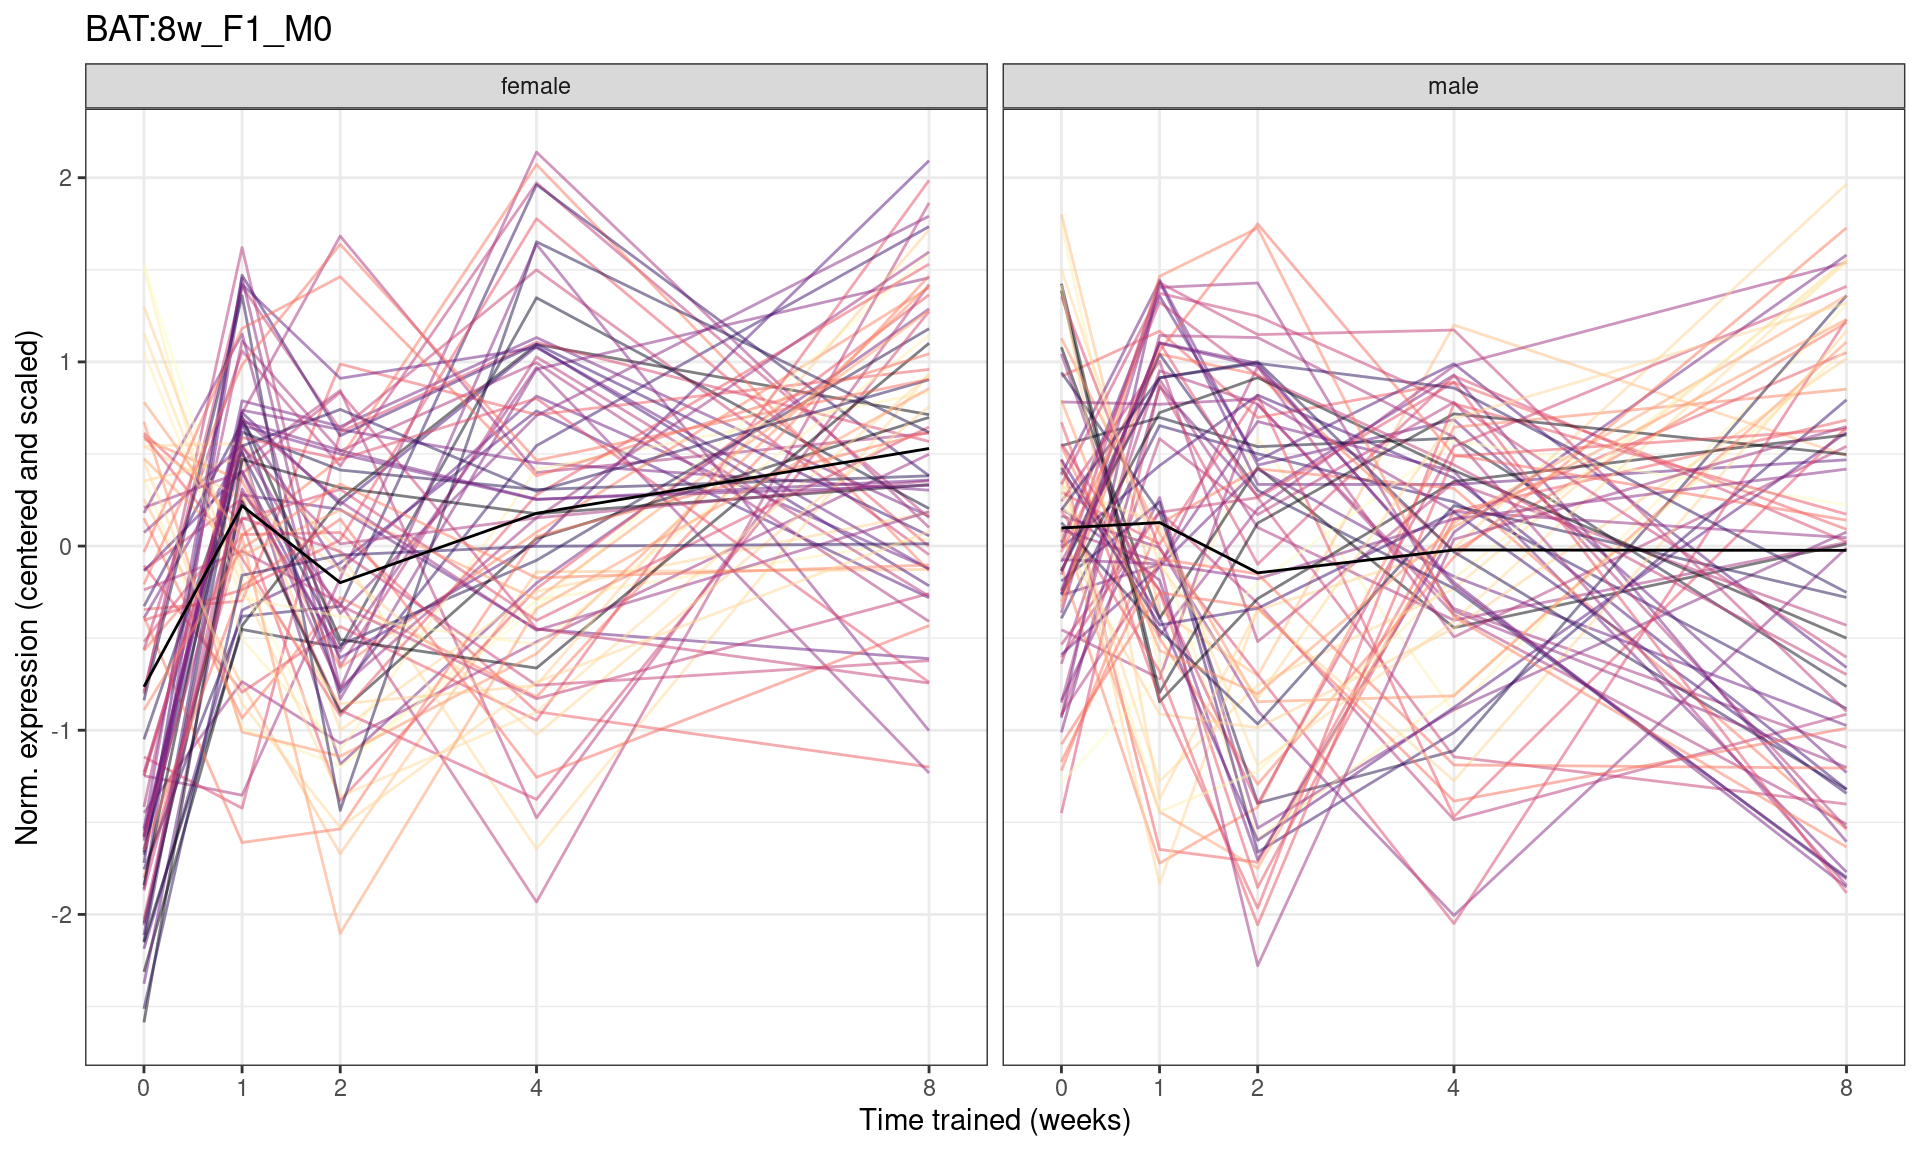 BAT:8w_F1_M0
female
male
Norm. expression (centered and scaled)
2
1
0
-1
-2
0 1 2 4 8
0 1 2 4 8
Time trained (weeks)